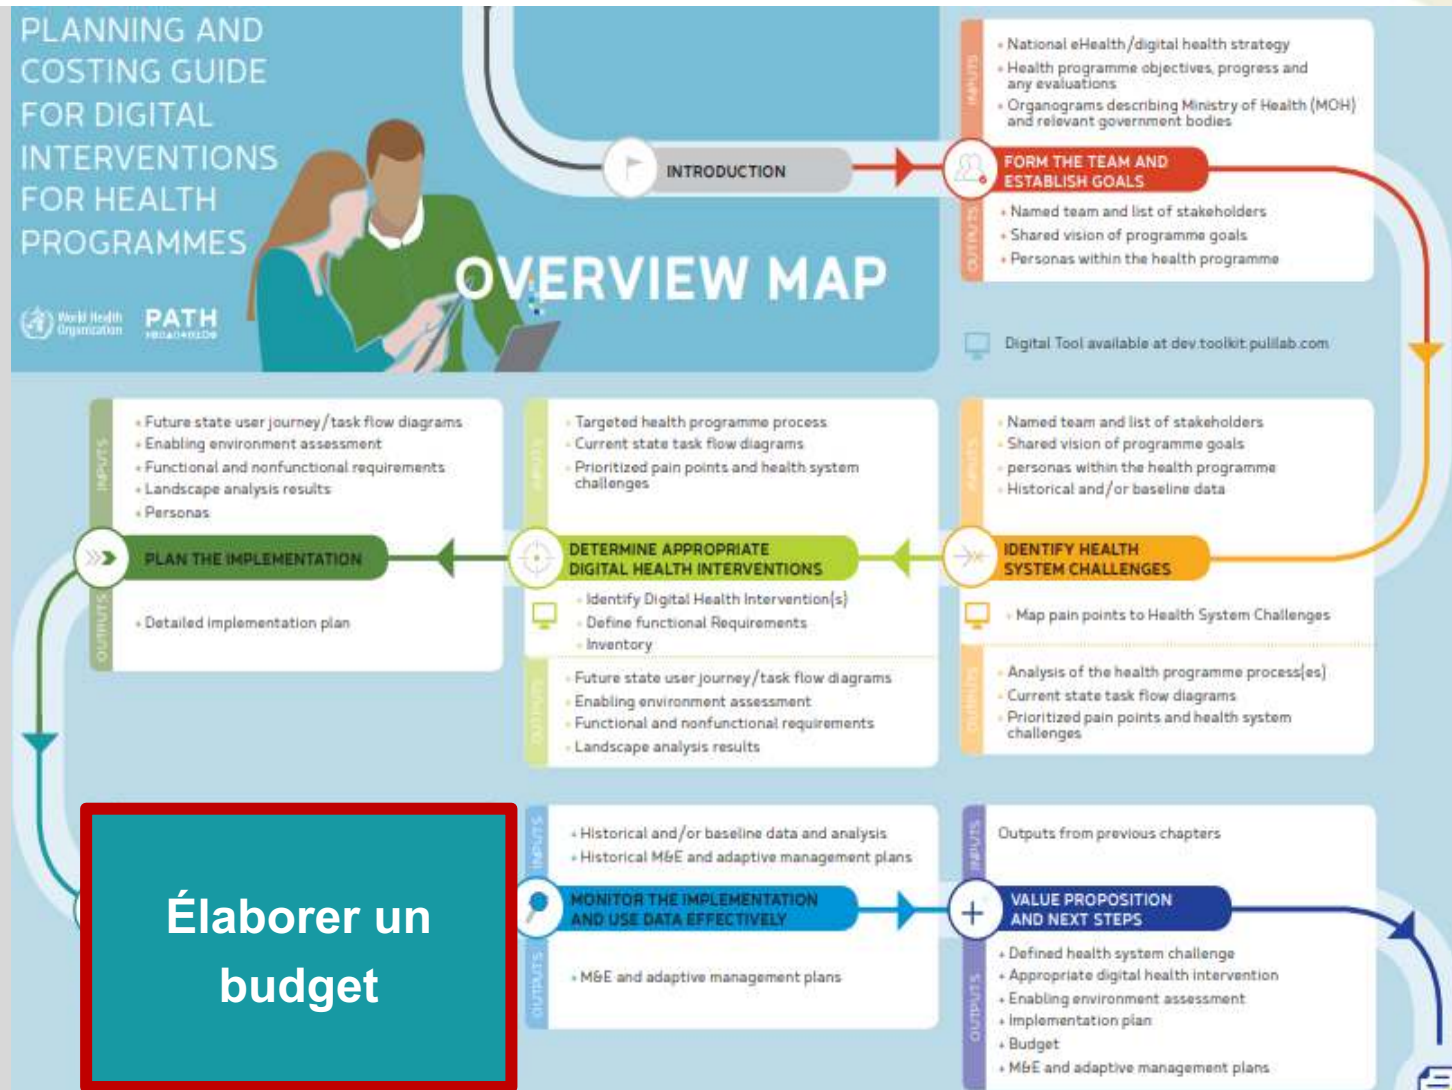 PLANNING AND
COSTING GUIDE
FOR DIGITAL
INTERVENTIONS
FOR HEALTH
PROGRAMMES
World Health
Organization
PATH
OVERVIEW MAP
INTRODUCTION
INPUTS
National eHealth/digital health strategy
Health programme objectives, progress and
any evaluations
Organograms describing Ministry of Health (MOH)
and relevant government bodies
FORM THE TEAM AND
ESTABLISH GOALS
OUTPUTS
Named team and list of stakeholders
Shared vision of programme goals
Personas within the health programme
Digital Tool available at dev.toolkit.pulilab.com
INPUTS
Named team and list of stakeholders
Shared vision of programme goals
personas within the health programme
Historical and/or baseline data
IDENTIFY HEALTH
SYSTEM CHALLENGES
Map pain points to Health System Challenges
OUTPUTS
Analysis of the health programme process(es)
Current state task flow diagrams
Prioritized pain points and health system
challenges
INPUTS
Targeted health programme process
Current state task flow diagrams
Prioritized pain points and health system
challenges
DETERMINE APPROPRIATE
DIGITAL HEALTH INTERVENTIONS
Identify Digital Health Intervention(s)
Define functional Requirements
Inventory
OUTPUTS
Future state user journey/task flow diagrams
Enabling environment assessment
Functional and nonfunctional requirements
Landscape analysis results
INPUTS
Future state user journey/task flow diagrams
Enabling environment assessment
Functional and nonfunctional requirements
Landscape analysis results
Personas
PLAN THE IMPLEMENTATION
OUTPUTS
Detailed implementation plan
Élaborer un
budget
INPUTS
Historical and/or baseline data and analysis
Historical M&E and adaptive management plans
MONITOR THE IMPLEMENTATION
AND USE DATA EFFECTIVELY
OUTPUTS
M&E and adaptive management plans
INPUTS
Outputs from previous chapters
VALUE PROPOSITION
AND NEXT STEPS
OUTPUTS
Defined health system challenge
Appropriate digital health intervention
Enabling environment assessment
Implementation plan
Budget
M&E and adaptive management plans